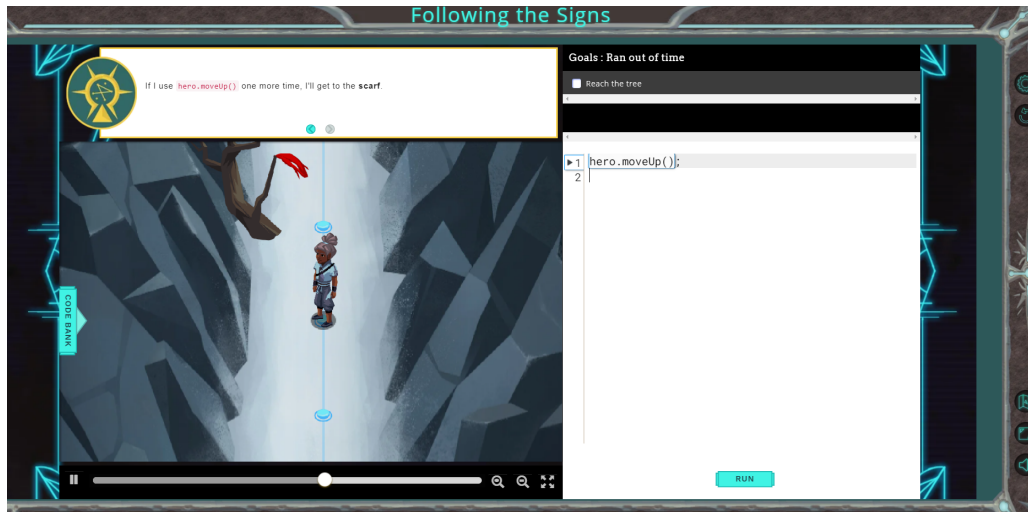 Following the Signs
If I use hero.moveUp() one more time, I'll get to the scarf.
CODE BANK
Goals : Ran out of time
Reach the tree
1 hero.moveUp();
2
RUN